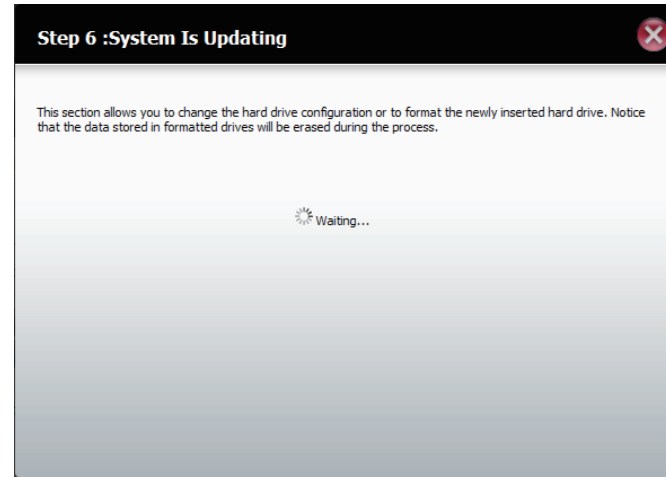 Step 6 :System Is Updating
This section allows you to change the hard drive configuration or to format the newly inserted hard drive. Notice
that the data stored in formatted drives will be erased during the process.
Waiting...